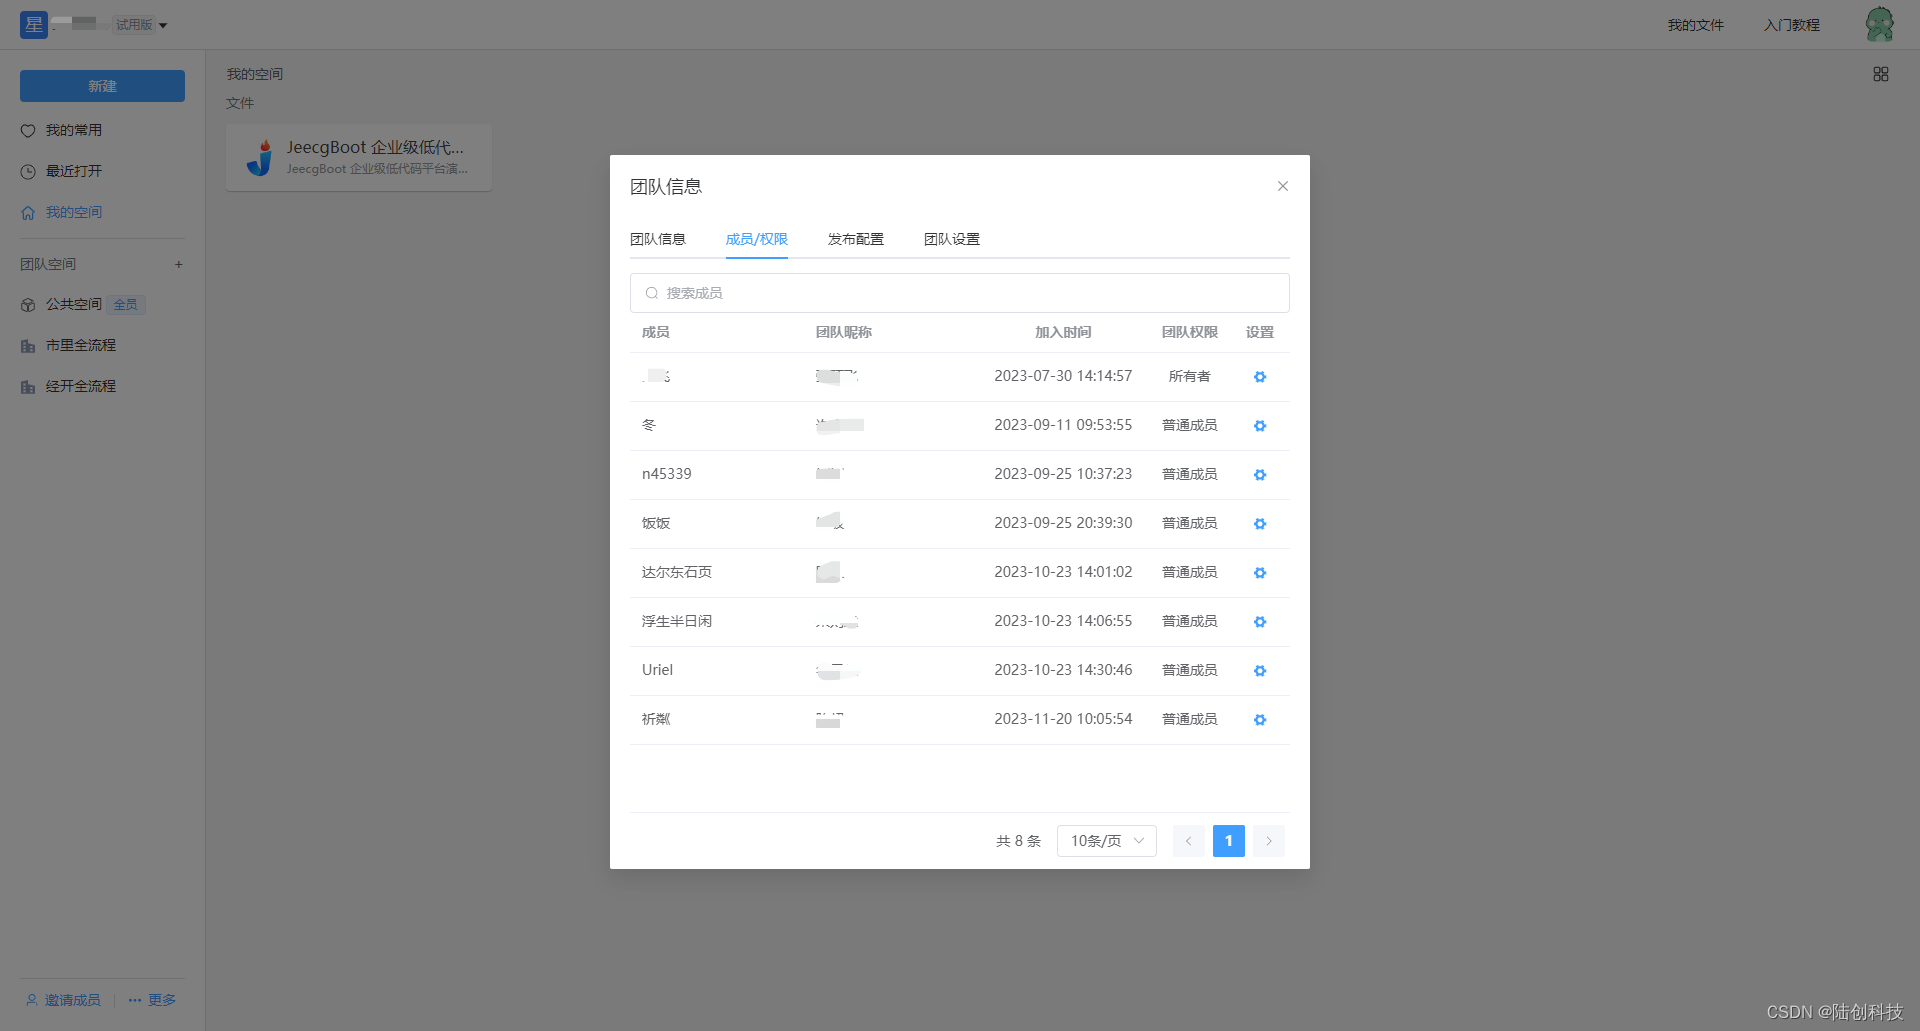 星 试用版
我的文件 入门教程
新建
我的常用
最近打开
我的空间
团队空间 +
公共空间 全员
市里全流程
经开全流程
邀请成员 ··· 更多
我的空间
文件
JeecgBoot 企业级低代...
JeecgBoot 企业级低代码平台演...
团队信息
团队信息 成员/权限 发布配置 团队设置
搜索成员
成员 团队昵称 加入时间 团队权限 设置
2023-07-30 14:14:57 所有者
冬 2023-09-11 09:53:55 普通成员
n45339 2023-09-25 10:37:23 普通成员
饭饭 2023-09-25 20:39:30 普通成员
达尔东石页 2023-10-23 14:01:02 普通成员
浮生半日闲 2023-10-23 14:06:55 普通成员
Uriel 2023-10-23 14:30:46 普通成员
祈粼 2023-11-20 10:05:54 普通成员
共 8 条 10条/页 1
CSDN @陆创科技